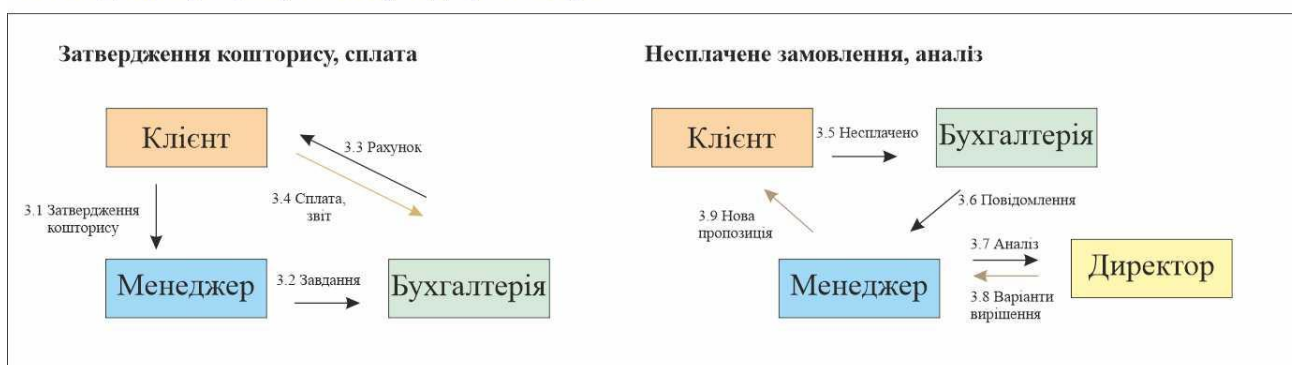 Затвердження кошторису, сплата
Клієнт
3.3 Рахунок
3.4 Сплата,
звіт
3.1 Затвердження
кошторису
Менеджер
3.2 Завдання
Бухгалтерія
Несплачене замовлення, аналіз
Клієнт
3.5 Несплачено
Бухгалтерія
3.6 Повідомлення
3.9 Нова
пропозиція
3.7 Аналіз
Директор
Менеджер
3.8 Варіанти
вирішення